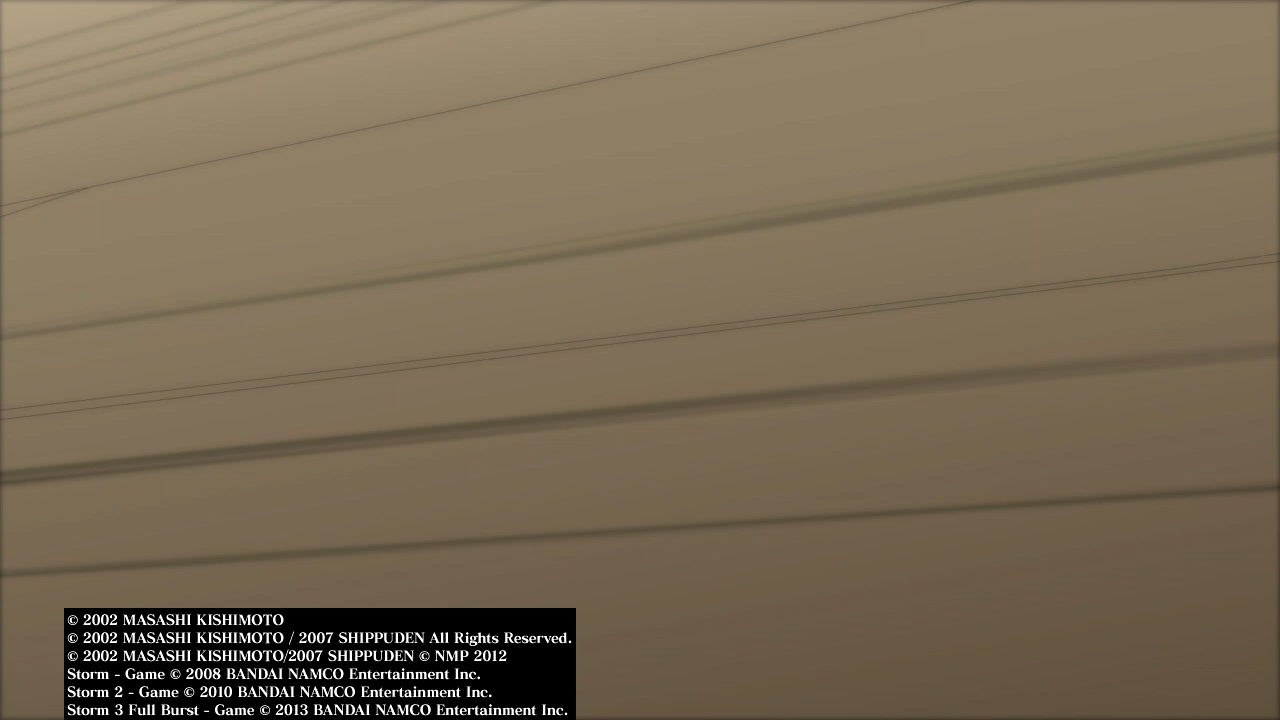 © 2002 MASASHI KISHIMOTO
© 2002 MASASHI KISHIMOTO / 2007 SHIPPUDEN All Rights Reserved.
© 2002 MASASHI KISHIMOTO/2007 SHIPPUDEN © NMP 2012
Storm - Game © 2008 BANDAI NAMCO Entertainment Inc.
Storm 2 - Game © 2010 BANDAI NAMCO Entertainment Inc.
Storm 3 Full Burst - Game © 2013 BANDAI NAMCO Entertainment Inc.